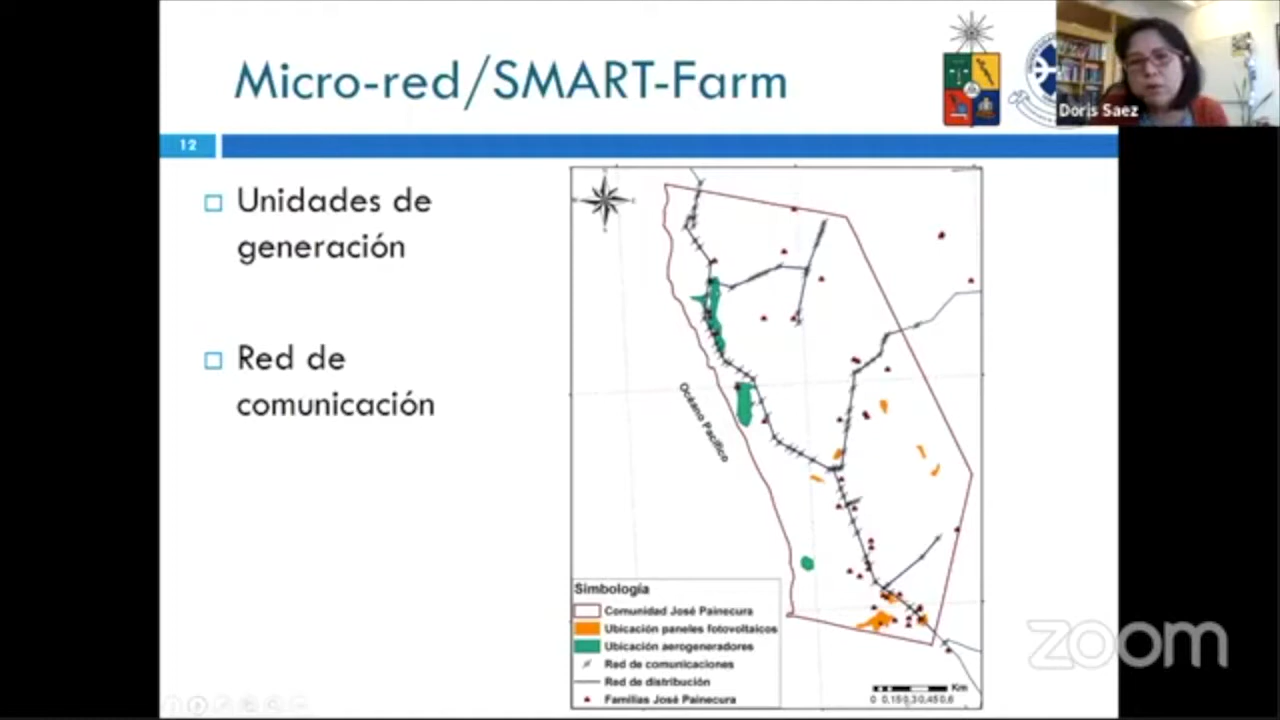 Micro-red/SMART-Farm
Doris Saez
12
Unidades de
generación
Red de
comunicación
Océano Pacífico
Simbología
Comunidad José Painecura
Ubicación paneles fotovoltaicos
Ubicación aerogeneradores
Red de comunicaciones
Red de distribución
Familias José Painecura
Km
0 0,150,30,450,6
zoom